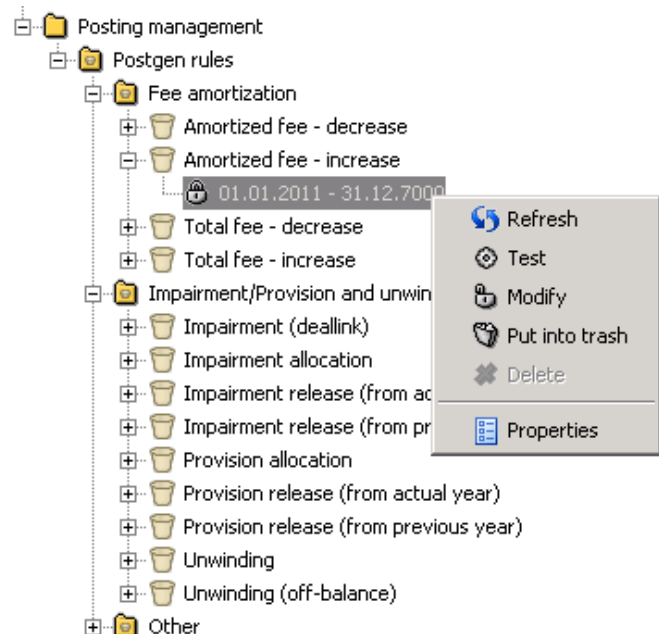 Posting management
Postgen rules
Fee amortization
Amortized fee - decrease
Amortized fee - increase
01.01.2011 - 31.12.7000
Total fee - decrease
Total fee - increase
Impairment/Provision and unwin
Impairment (deallink)
Impairment allocation
Impairment release (from ac
Impairment release (from pr
Provision allocation
Provision release (from actual year)
Provision release (from previous year)
Unwinding
Unwinding (off-balance)
Other
Refresh
Test
Modify
Put into trash
Delete
Properties